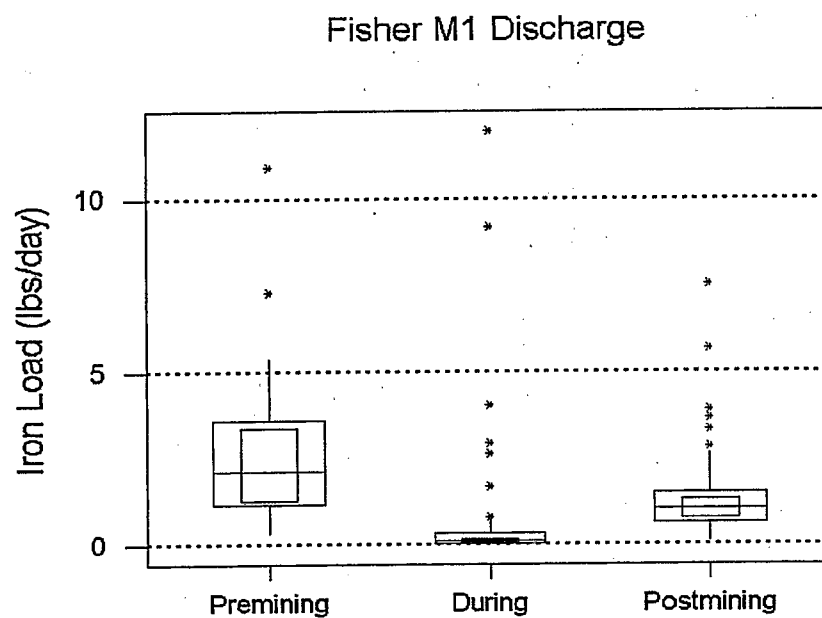 Fisher M1 Discharge
Iron Load (lbs/day)
10
5
0
Premining During Postmining